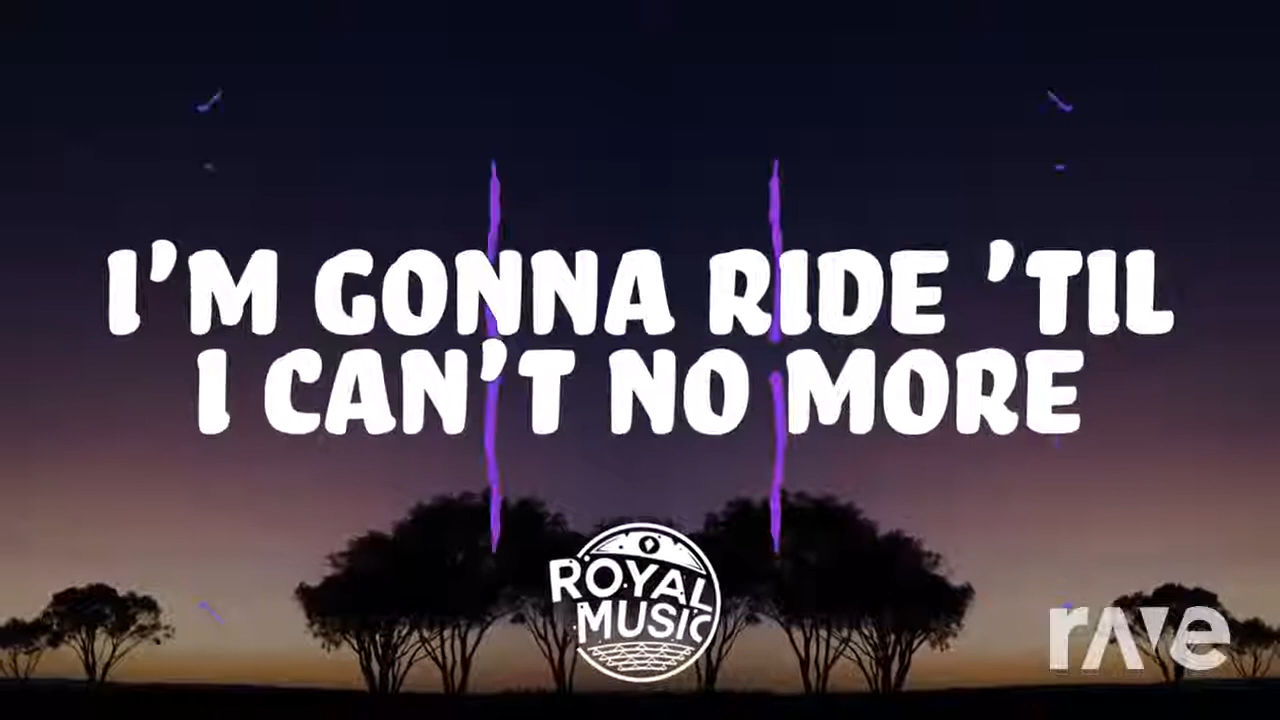 I'M GONNA RIDE 'TIL
I CAN'T NO MORE
ROYAL
MUSIC
rave